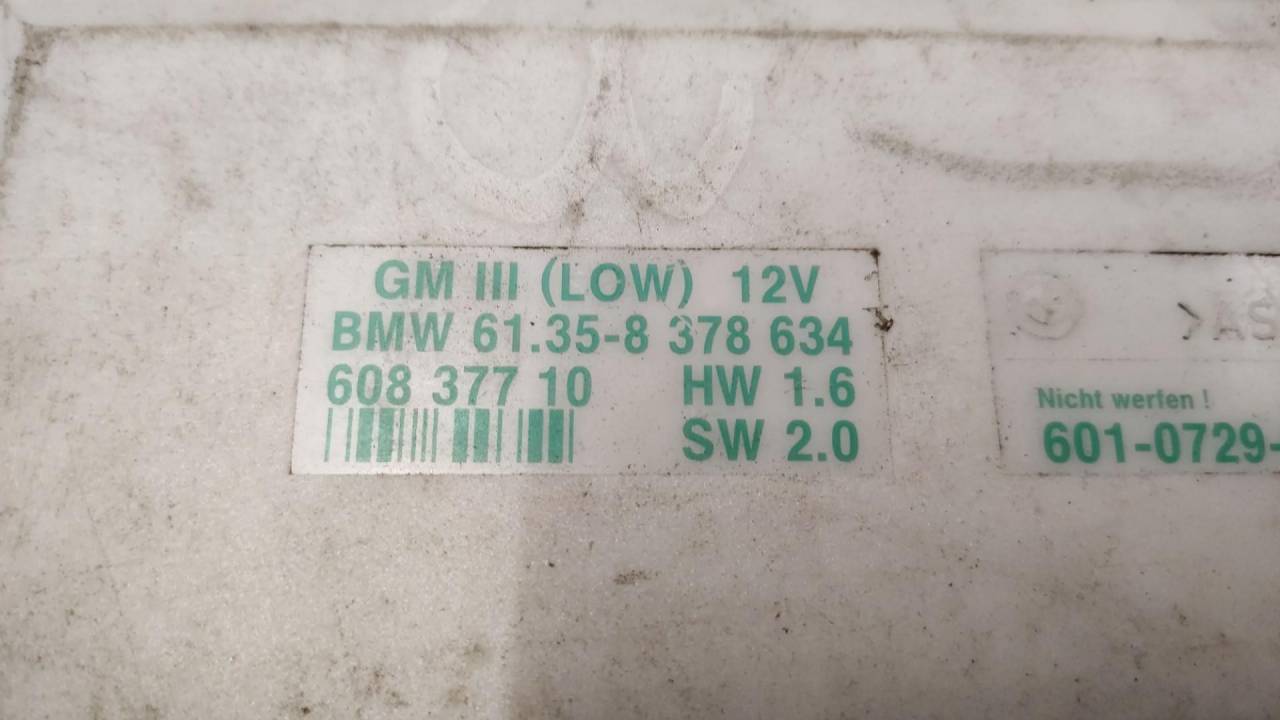 GM III (LOW) 12V
BMW 61.35-8 378 634
608 377 10 HW 1.6
SW 2.0
Nicht werfen !
601-0729-